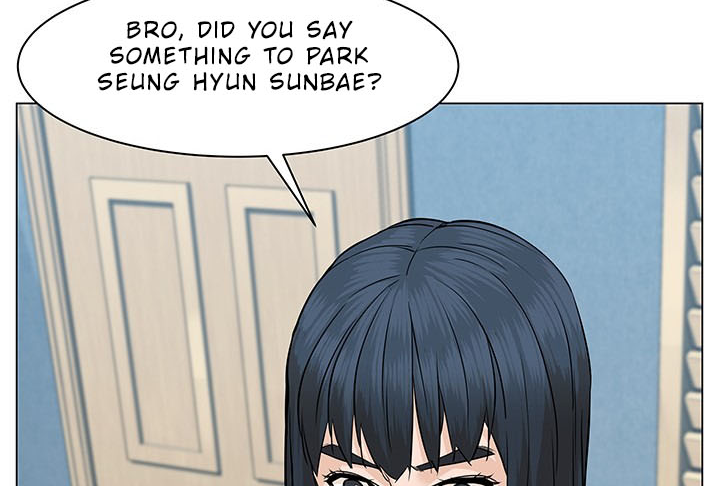 BRO, DID YOU SAY
SOMETHING TO PARK
SEUNG HYUN SUNBAE?